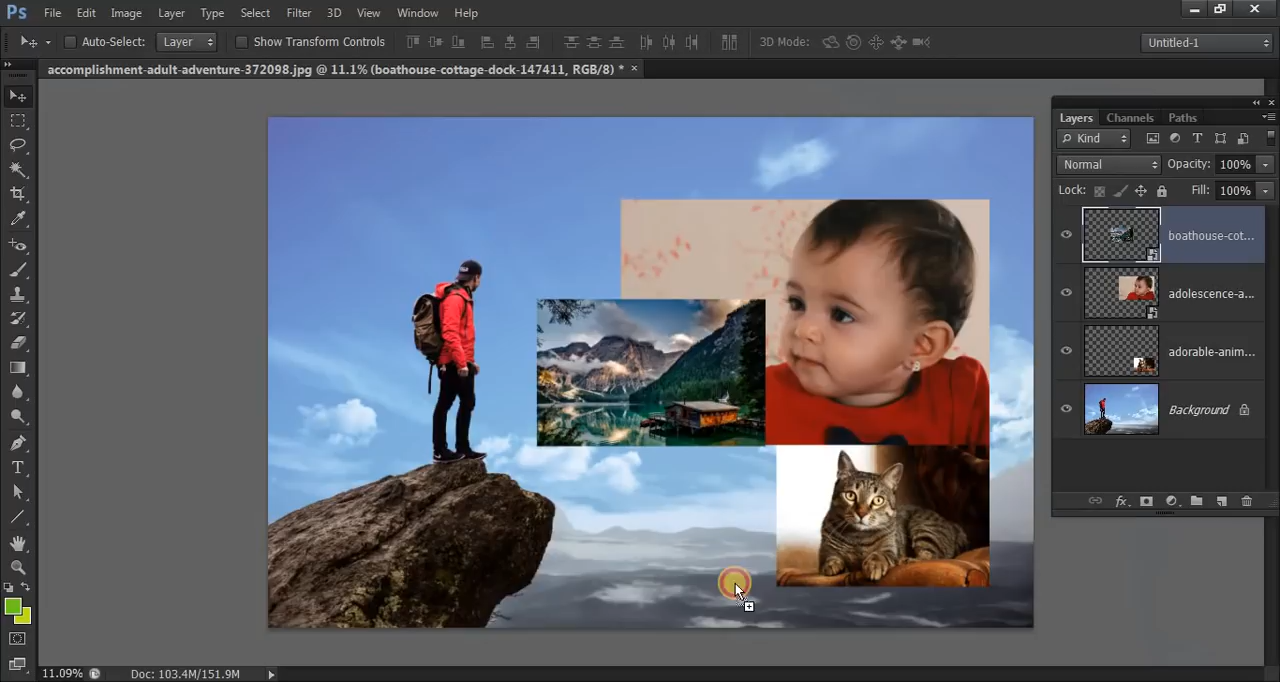 Ps File Edit Image Layer Type Select Filter 3D View Window Help
Auto-Select: Layer Show Transform Controls 3D Mode: Untitled-1
accomplishment-adult-adventure-372098.jpg @ 11.1% (boathouse-cottage-dock-147411, RGB/8) * ×
Layers Channels Paths
Kind
Normal Opacity: 100%
Lock: Fill: 100%
boathouse-cot...
adolescence-a...
adorable-anim...
Background
11.09% Doc: 103.4M/151.9M